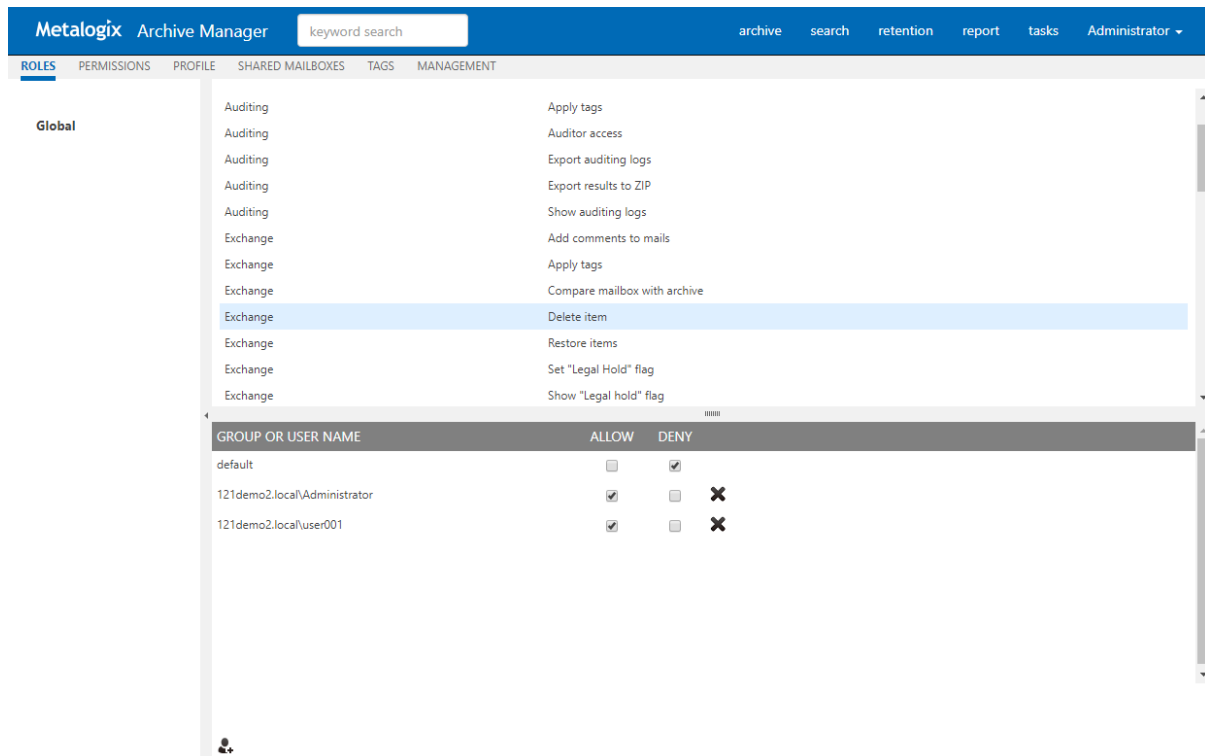 Metalogix Archive Manager keyword search archive search retention report tasks Administrator
ROLES PERMISSIONS PROFILE SHARED MAILBOXES TAGS MANAGEMENT
Global
Auditing Apply tags
Auditing Auditor access
Auditing Export auditing logs
Auditing Export results to ZIP
Auditing Show auditing logs
Exchange Add comments to mails
Exchange Apply tags
Exchange Compare mailbox with archive
Exchange Delete item
Exchange Restore items
Exchange Set "Legal Hold" flag
Exchange Show "Legal hold" flag
GROUP OR USER NAME ALLOW DENY
default
121demo2.local\Administrator
121demo2.local\user001